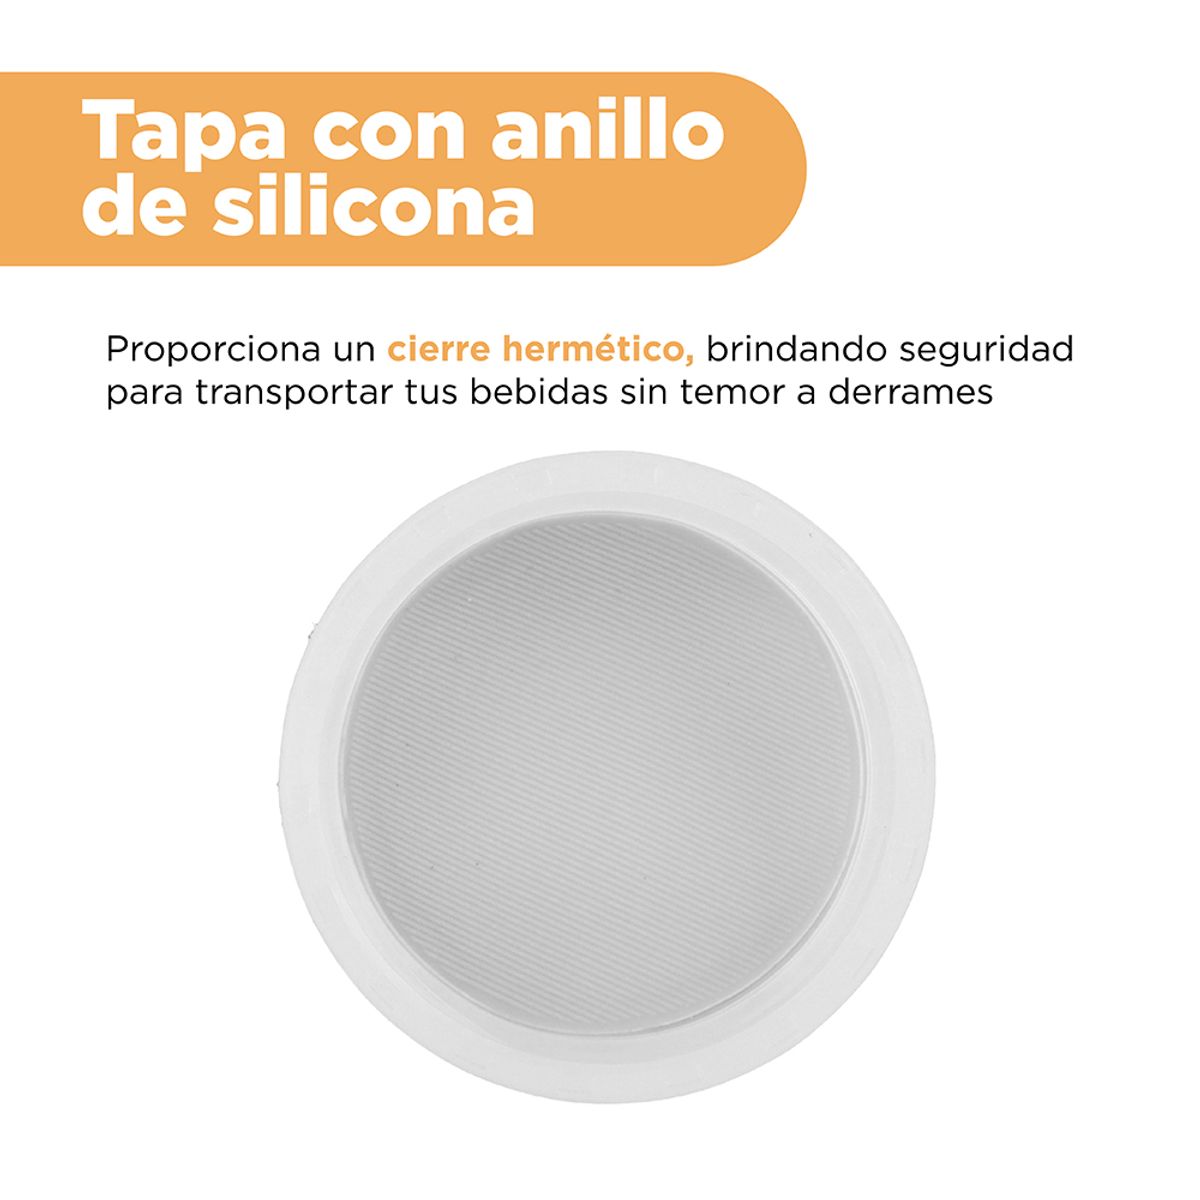 Tapa con anillo
de silicona
Proporciona un cierre hermético, brindando seguridad
para transportar tus bebidas sin temor a derrames